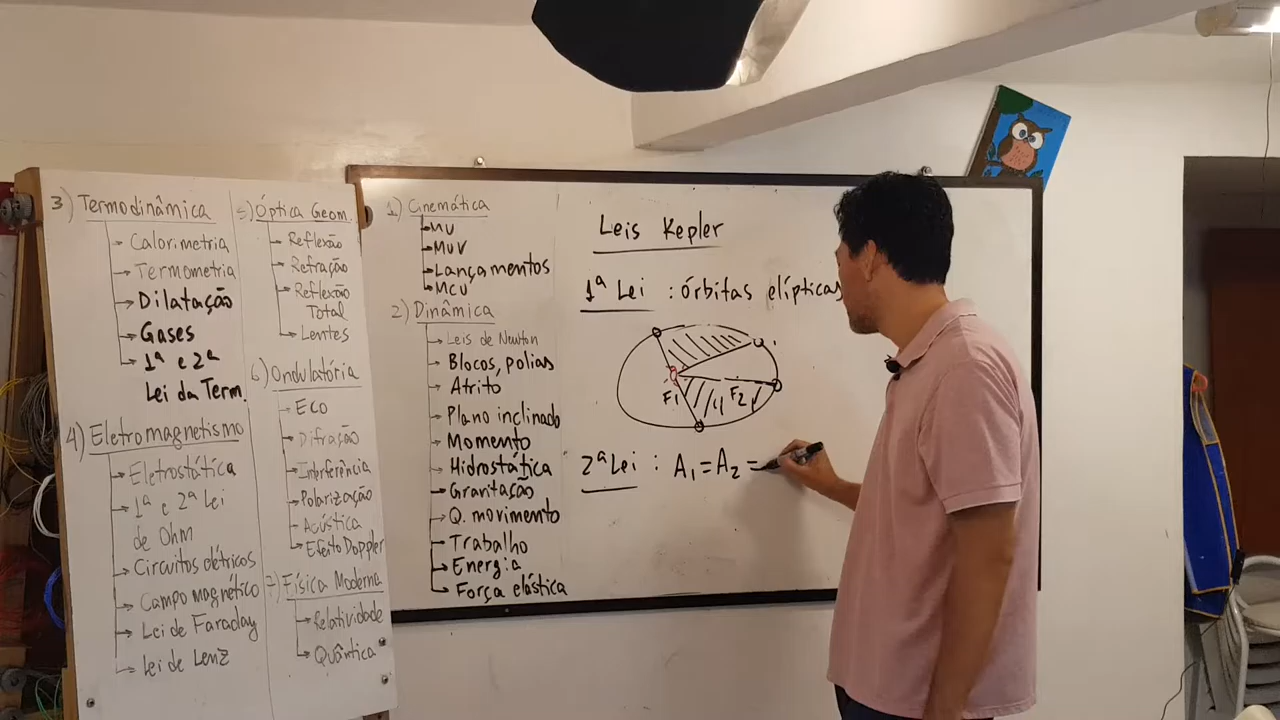 3) Termodinâmica
Calorimetria
Termometria
Dilatação
Gases
1ª e 2ª
Lei da Term.
4) Eletromagnetismo
Eletrostática
1ª e 2ª Lei
de Ohm
Circuitos elétricos
Campo magnético
Lei de Faraday
Lei de Lenz
5) Óptica Geom.
Reflexão
Refração
Reflexão
Total
Lentes
6) Ondulatória
Eco
Difração
Interferência
Polarização
Acústica
Efeito Doppler
7) Física Moderna
Relatividade
Quântica
1) Cinemática
MU
MUV
Lançamentos
MCU
2) Dinâmica
Leis de Newton
Blocos, polias
Atrito
Plano inclinado
Momento
Hidrostática
Gravitação
Q. movimento
Trabalho
Energia
Força elástica
Leis Kepler
1ª Lei : órbitas elípticas
F1
F2
2ª Lei : A1 = A2 =